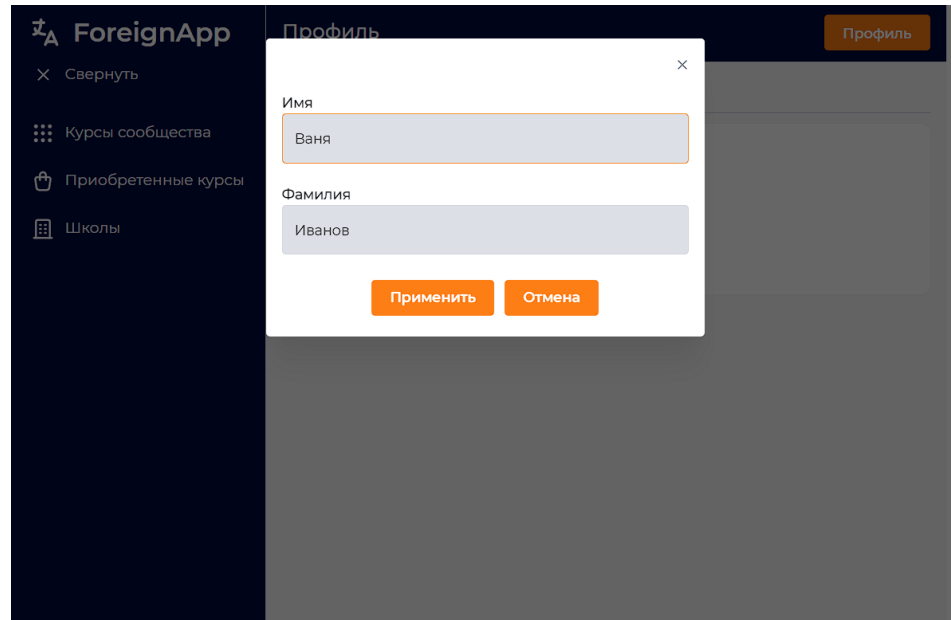 ForeignApp
Свернуть
Курсы сообщества
Приобретенные курсы
Школы
Профиль
Профиль
Имя
Ваня
Фамилия
Иванов
Применить
Отмена